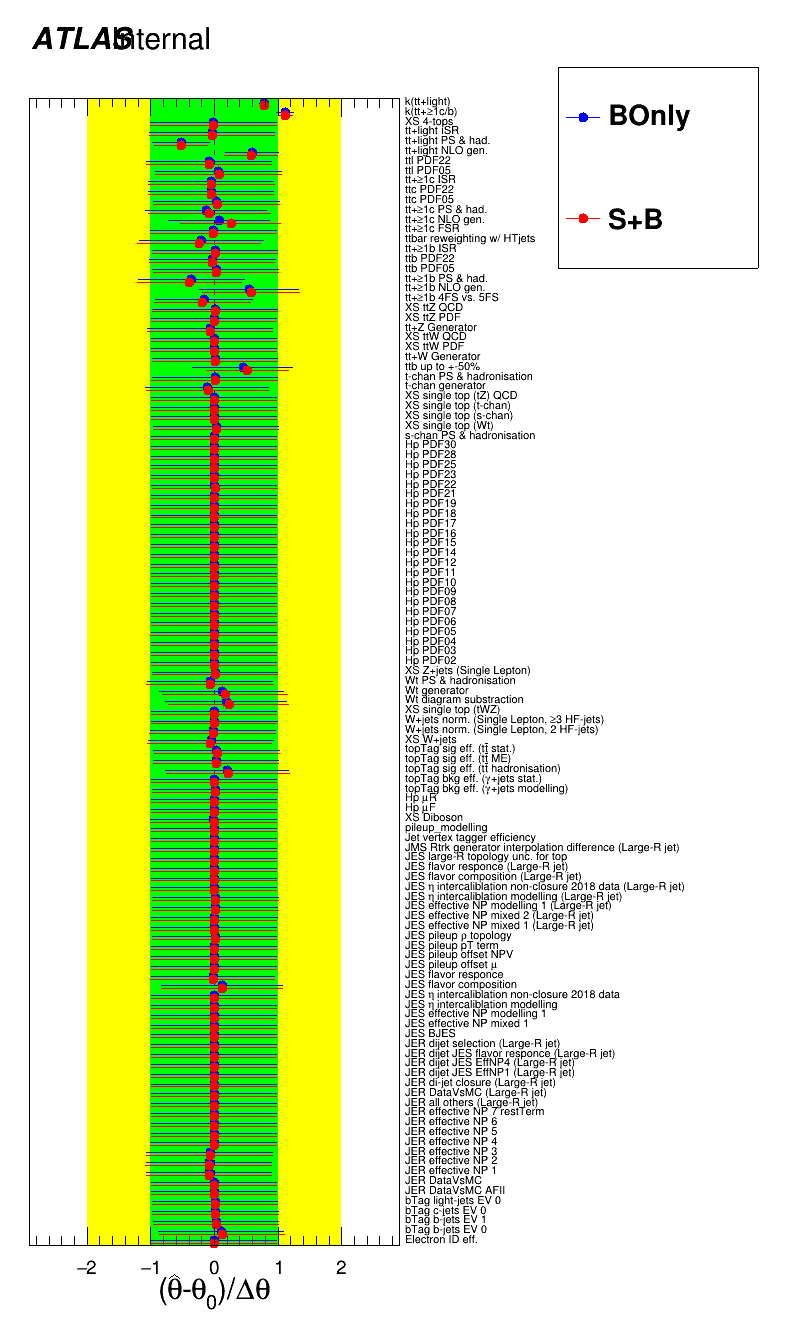 ATLAS Internal
BOnly
S+B
k(tt+light)
k(tt+≥1c/b)
XS 4-tops
tt+light ISR
tt+light PS & had.
tt+light NLO gen.
ttl PDF22
ttl PDF05
tt+≥1c ISR
ttc PDF22
ttc PDF05
tt+≥1c PS & had.
tt+≥1c NLO gen.
tt+≥1c FSR
ttbar reweighting w/ HTjets
tt+≥1b ISR
ttb PDF22
ttb PDF05
tt+≥1b PS & had.
tt+≥1b NLO gen.
tt+≥1b 4FS vs. 5FS
XS ttZ QCD
XS ttZ PDF
tt+Z Generator
XS ttW QCD
XS ttW PDF
tt+W Generator
ttb up to +-50%
t-chan PS & hadronisation
t-chan generator
XS single top (tZ) QCD
XS single top (t-chan)
XS single top (s-chan)
XS single top (Wt)
s-chan PS & hadronisation
Hp PDF30
Hp PDF28
Hp PDF25
Hp PDF23
Hp PDF22
Hp PDF21
Hp PDF19
Hp PDF18
Hp PDF17
Hp PDF16
Hp PDF15
Hp PDF14
Hp PDF12
Hp PDF11
Hp PDF10
Hp PDF09
Hp PDF08
Hp PDF07
Hp PDF06
Hp PDF05
Hp PDF04
Hp PDF03
Hp PDF02
XS Z+jets (Single Lepton)
Wt PS & hadronisation
Wt generator
Wt diagram substraction
XS single top (tWZ)
W+jets norm. (Single Lepton, ≥3 HF-jets)
W+jets norm. (Single Lepton, 2 HF-jets)
XS W+jets
topTag sig eff. (tt̄ stat.)
topTag sig eff. (tt̄ ME)
topTag sig eff. (tt̄ hadronisation)
topTag bkg eff. (γ+jets stat.)
topTag bkg eff. (γ+jets modelling)
Hp μR
Hp μF
XS Diboson
pileup_modelling
Jet vertex tagger efficiency
JMS Rtrk generator interpolation difference (Large-R jet)
JES large-R topology unc. for top
JES flavor responce (Large-R jet)
JES flavor composition (Large-R jet)
JES η intercaliblation non-closure 2018 data (Large-R jet)
JES η intercaliblation modelling (Large-R jet)
JES effective NP modelling 1 (Large-R jet)
JES effective NP mixed 2 (Large-R jet)
JES effective NP mixed 1 (Large-R jet)
JES pileup ρ topology
JES pileup pT term
JES pileup offset NPV
JES pileup offset μ
JES flavor responce
JES flavor composition
JES η intercaliblation non-closure 2018 data
JES η intercaliblation modelling
JES effective NP modelling 1
JES effective NP mixed 1
JES BJES
JER dijet selection (Large-R jet)
JER dijet JES flavor responce (Large-R jet)
JER dijet JES EffNP4 (Large-R jet)
JER dijet JES EffNP1 (Large-R jet)
JER di-jet closure (Large-R jet)
JER DataVsMC (Large-R jet)
JER all others (Large-R jet)
JER effective NP 7 restTerm
JER effective NP 6
JER effective NP 5
JER effective NP 4
JER effective NP 3
JER effective NP 2
JER effective NP 1
JER DataVsMC
JER DataVsMC AFII
bTag light-jets EV 0
bTag c-jets EV 0
bTag b-jets EV 1
bTag b-jets EV 0
Electron ID eff.
−2 −1 0 1 2
(θ̂-θ₀)/Δθ